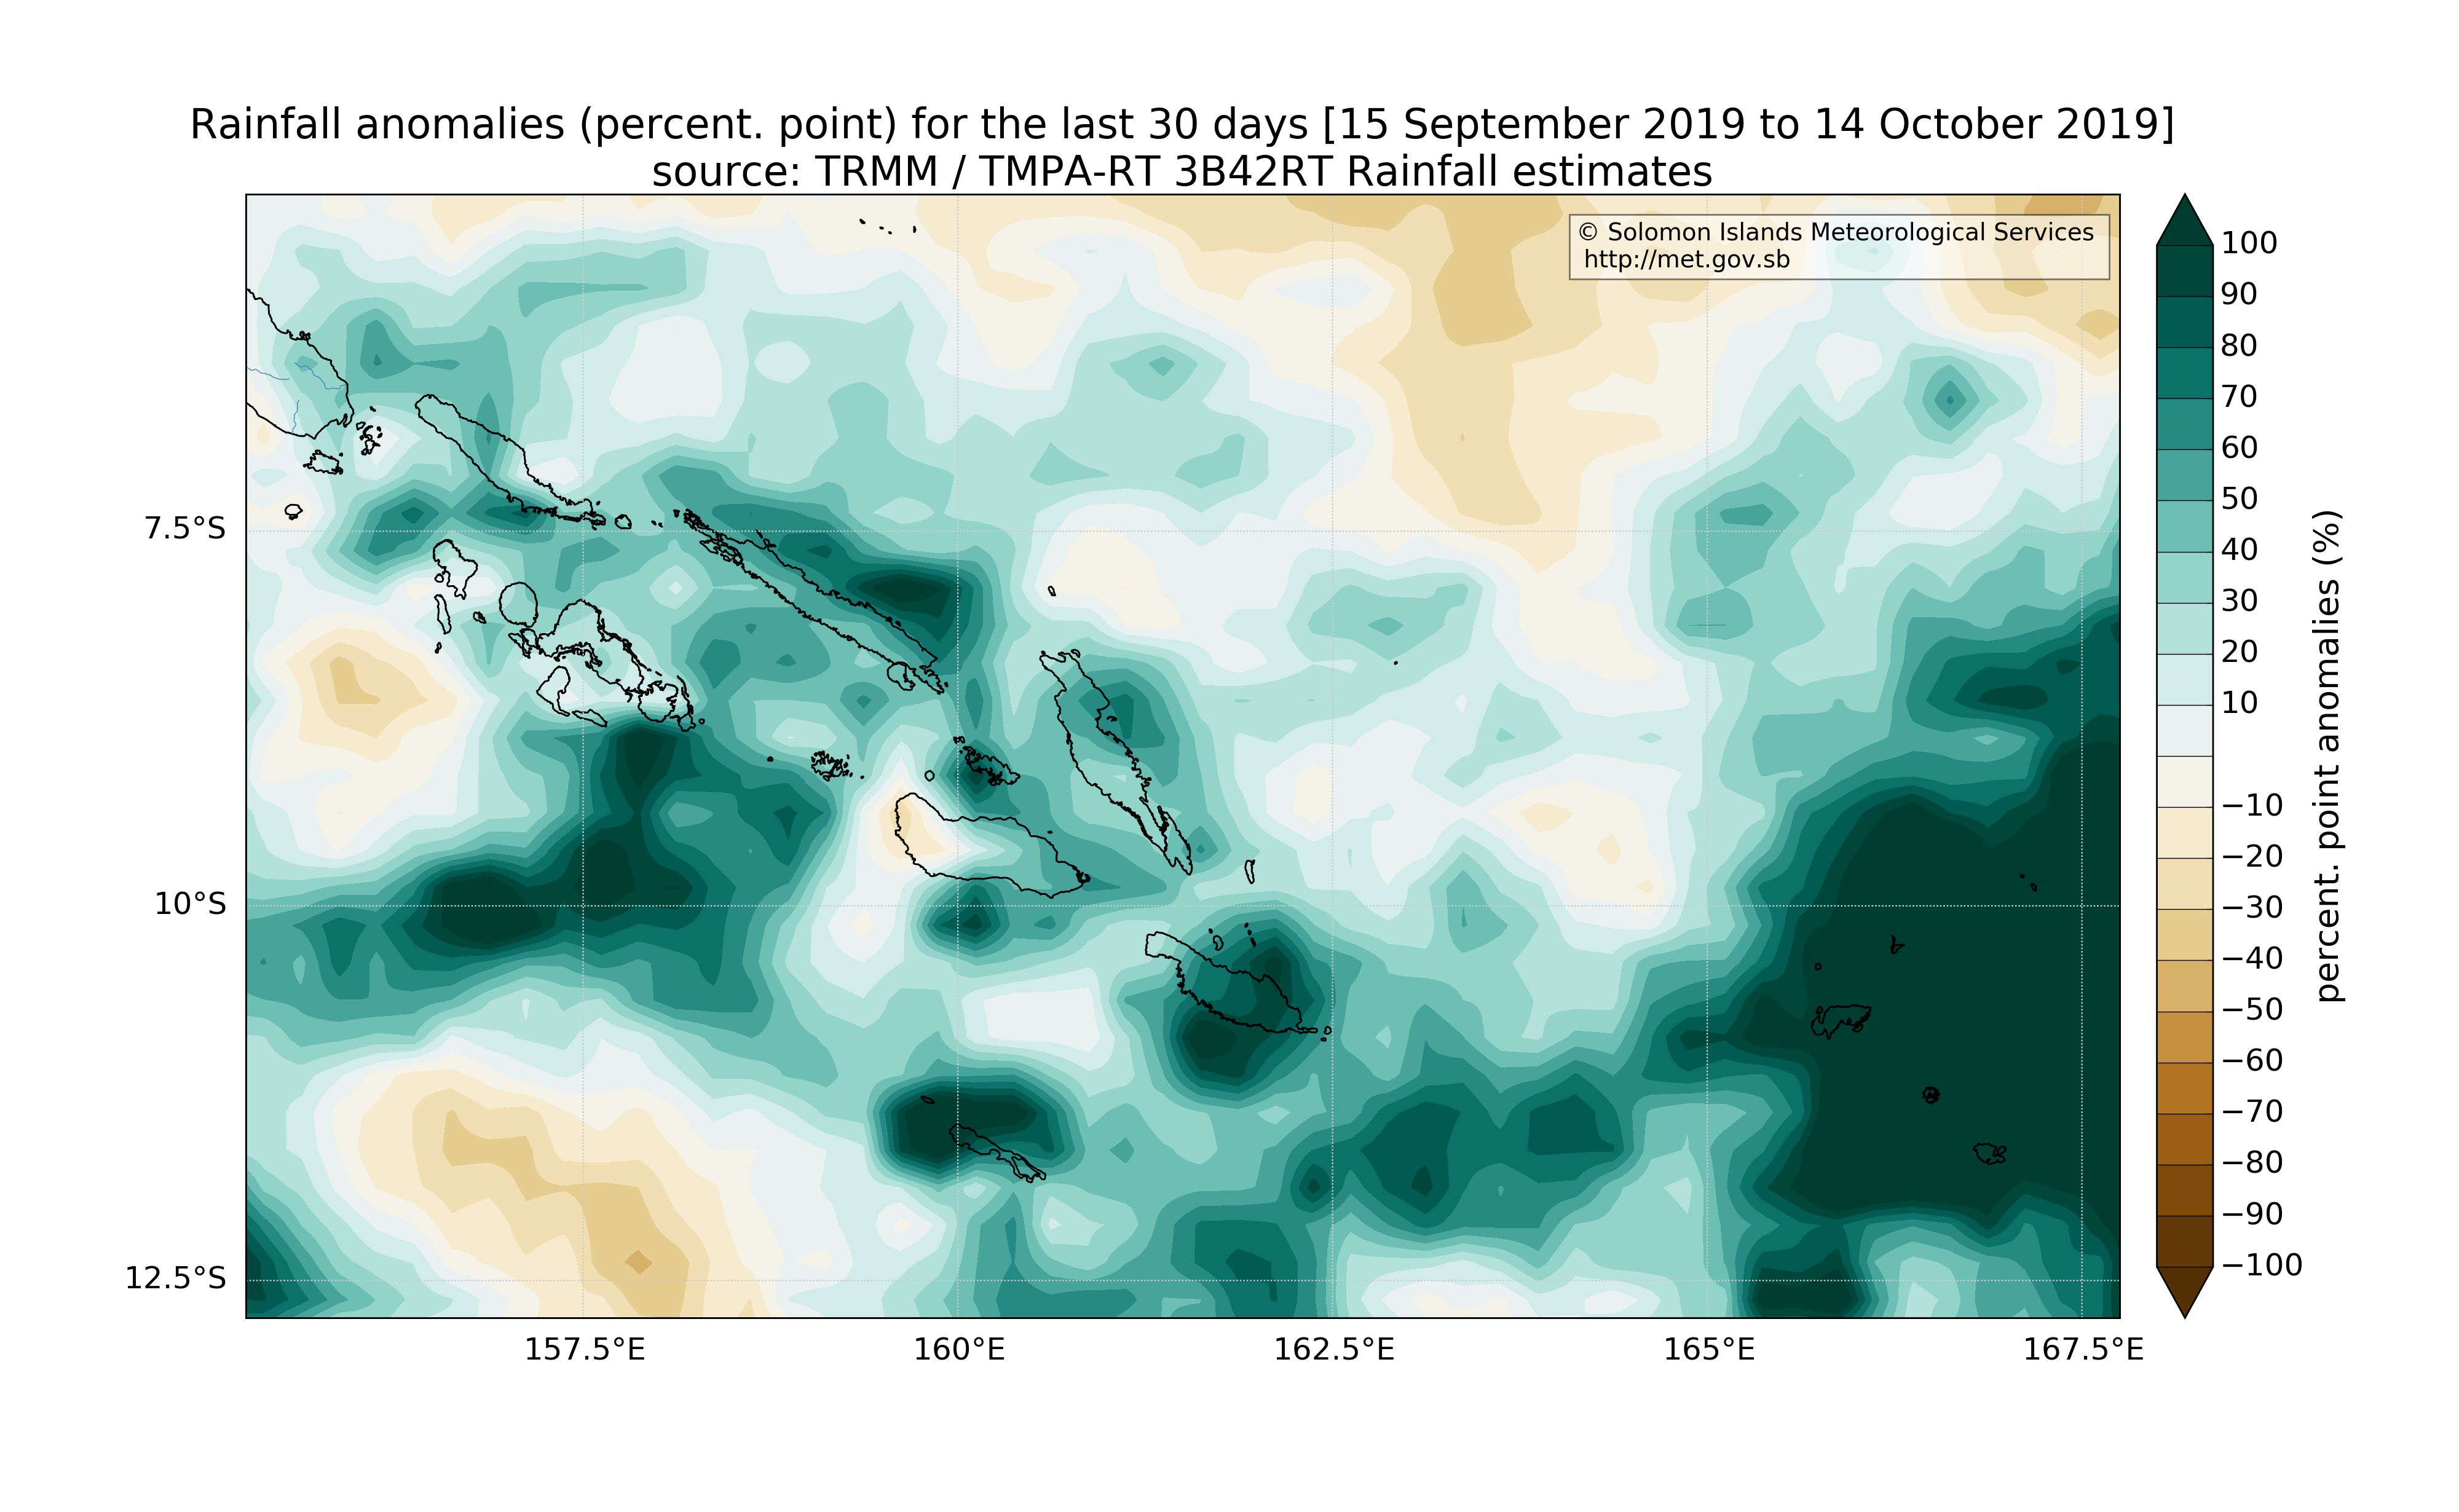 Rainfall anomalies (percent. point) for the last 30 days [15 September 2019 to 14 October 2019]
source: TRMM / TMPA-RT 3B42RT Rainfall estimates
© Solomon Islands Meteorological Services
http://met.gov.sb
7.5°S
10°S
12.5°S
157.5°E
160°E
162.5°E
165°E
167.5°E
100
90
80
70
60
50
40
30
20
10
−10
−20
−30
−40
−50
−60
−70
−80
−90
−100
percent. point anomalies (%)